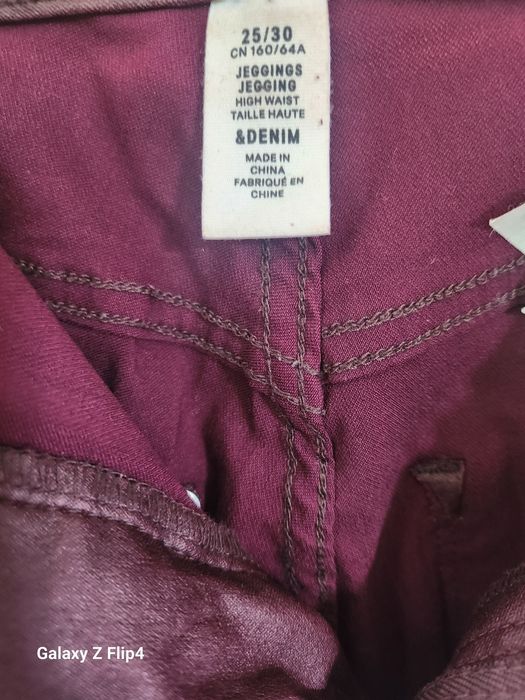 25/30
CN 160/64A
JEGGINGS
JEGGING
HIGH WAIST
TAILLE HAUTE
&DENIM
MADE IN
CHINA
FABRIQUÉ EN
CHINE
Galaxy Z Flip4